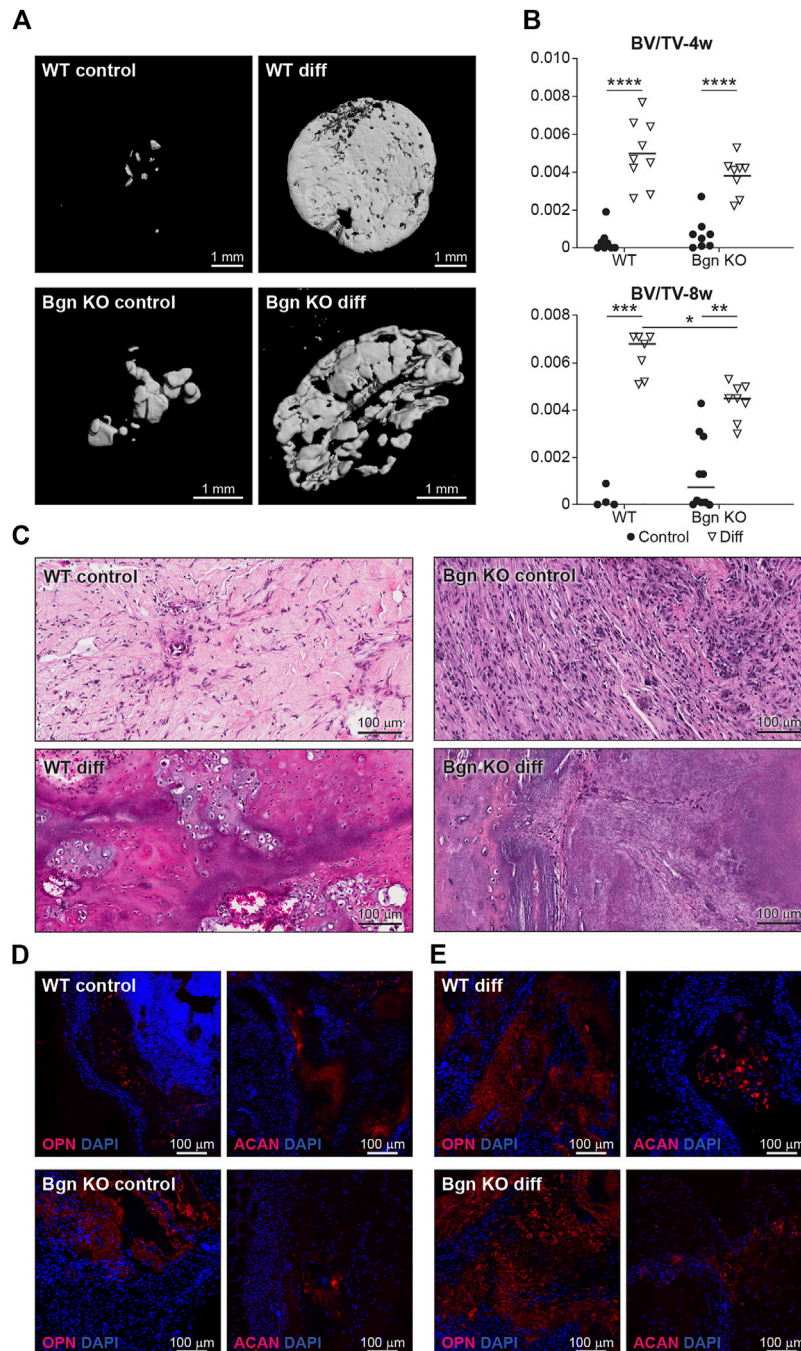 A
WT control
1 mm
WT diff
1 mm
Bgn KO control
1 mm
Bgn KO diff
1 mm
B
BV/TV-4w
0.010
0.008
0.006
0.004
0.002
0
**** ****
WT Bgn KO
BV/TV-8w
0.008
0.006
0.004
0.002
0
*** * **
WT Bgn KO
Control Diff
C
WT control
100 µm
Bgn KO control
100 µm
WT diff
100 µm
Bgn KO diff
100 µm
D
WT control
OPN DAPI 100 µm
ACAN DAPI 100 µm
Bgn KO control
OPN DAPI 100 µm
ACAN DAPI 100 µm
E
WT diff
OPN DAPI 100 µm
ACAN DAPI 100 µm
Bgn KO diff
OPN DAPI 100 µm
ACAN DAPI 100 µm